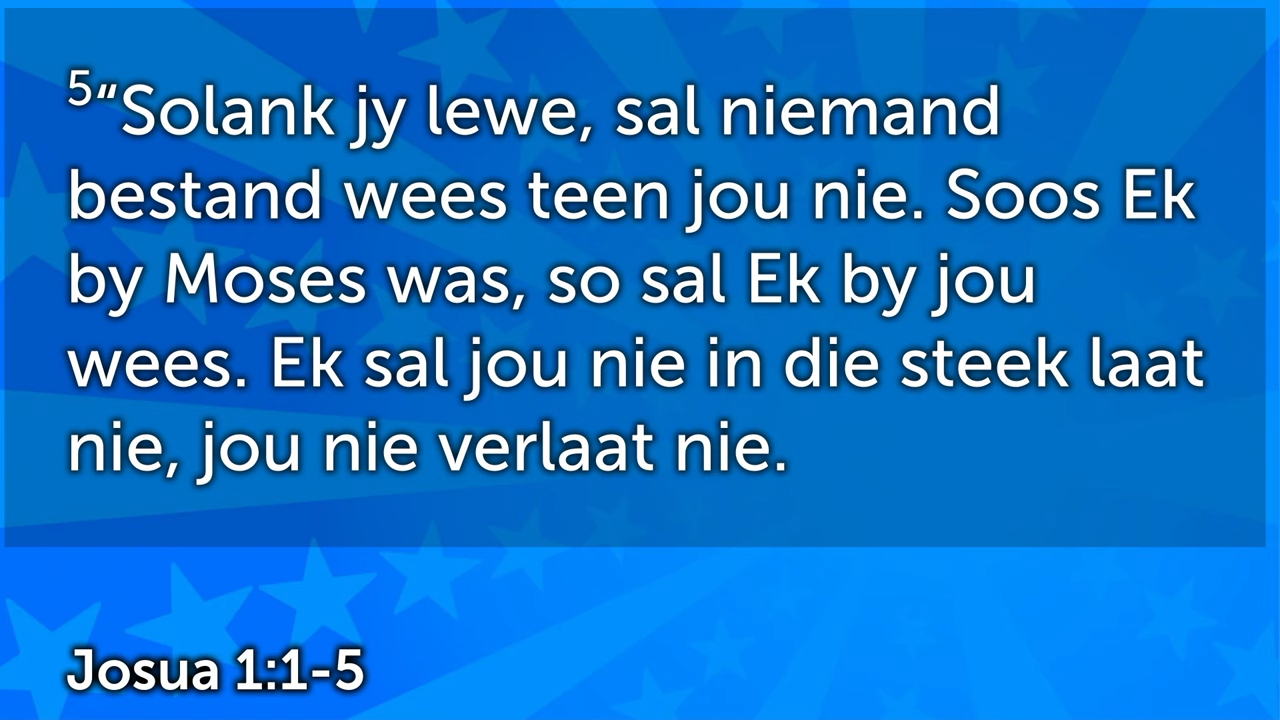 ⁵“Solank jy lewe, sal niemand
bestand wees teen jou nie. Soos Ek
by Moses was, so sal Ek by jou
wees. Ek sal jou nie in die steek laat
nie, jou nie verlaat nie.
Josua 1:1-5